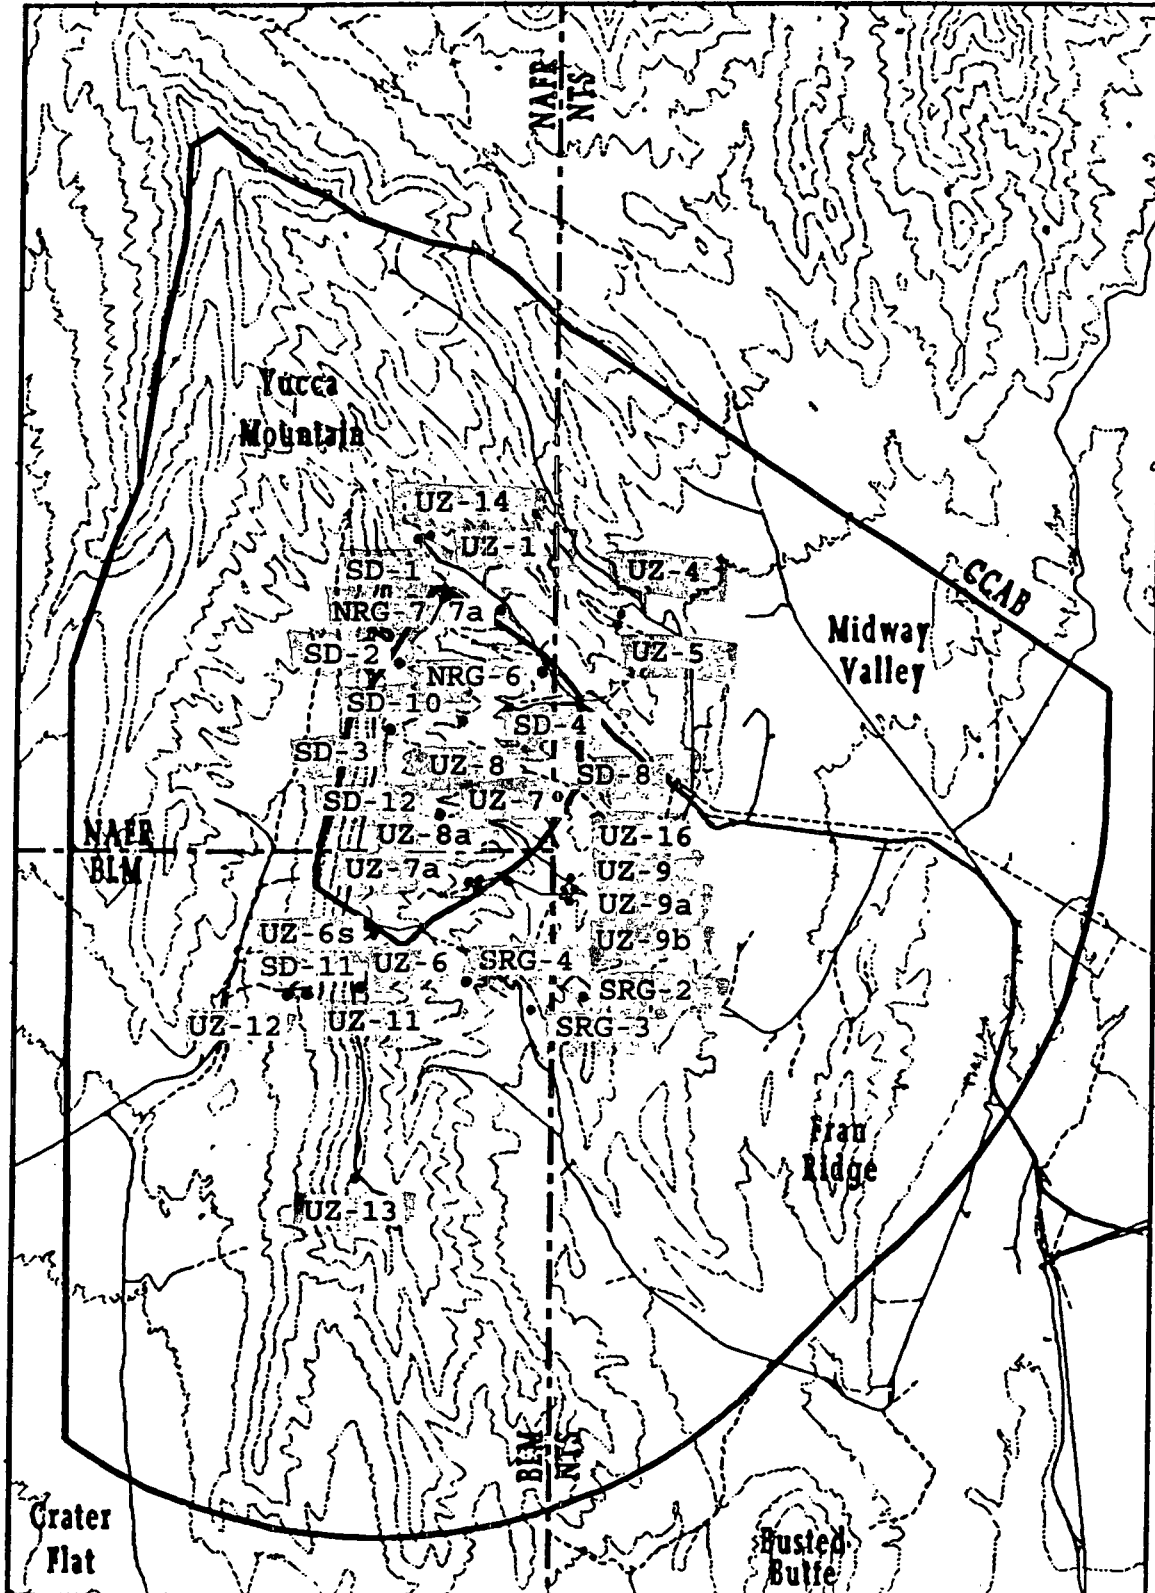 NAFR
NTS
Yucca
Mountain
UZ-14
UZ-1
SD-1
UZ-4
CCAB
NRG-7 7a
Midway
Valley
SD-2
UZ-5
NRG-6
SD-10
SD-4
SD-3
UZ-8
SD-8
SD-12
UZ-7
NAFR
BLM
UZ-8a
UZ-16
UZ-7a
UZ-9
UZ-9a
UZ-6s
UZ-9b
SD-11
UZ-6
SRG-4
SRG-2
UZ-12
UZ-11
SRG-3
Fran
Ridge
UZ-13
BLM
NTS
Crater
Flat
Busted
Butte